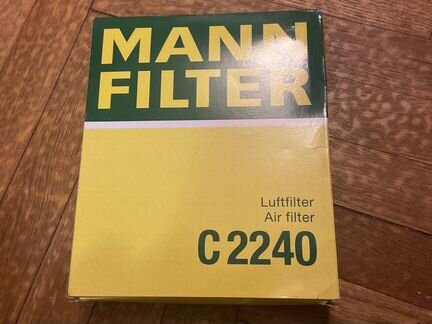 MANN
FILTER
Luftfilter
Air filter
C 2240